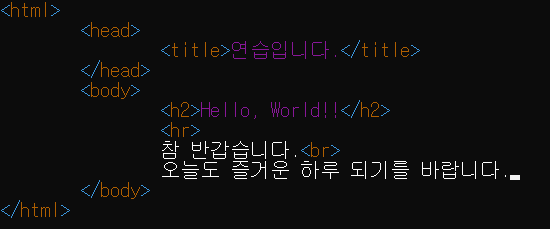 <html>
<head>
<title>연습입니다.</title>
</head>
<body>
<h2>Hello, World!!</h2>
<hr>
참 반갑습니다.<br>
오늘도 즐거운 하루 되기를 바랍니다.
</body>
</html>